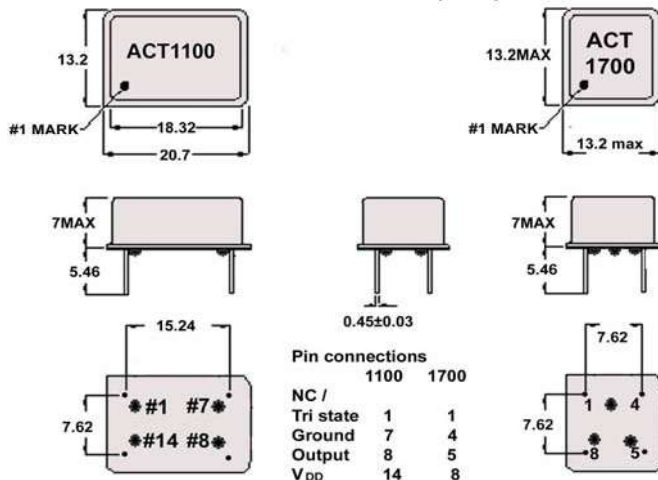 ACT1100
13.2
#1 MARK
18.32
20.7
ACT
1700
13.2MAX
#1 MARK
13.2 max
7MAX
5.46
0.45±0.03
7MAX
5.46
15.24
7.62
#1 #7
#14 #8
Pin connections
1100 1700
NC /
Tri state 1 1
Ground 7 4
Output 8 5
VDD 14 8
7.62
7.62
1 4
8 5